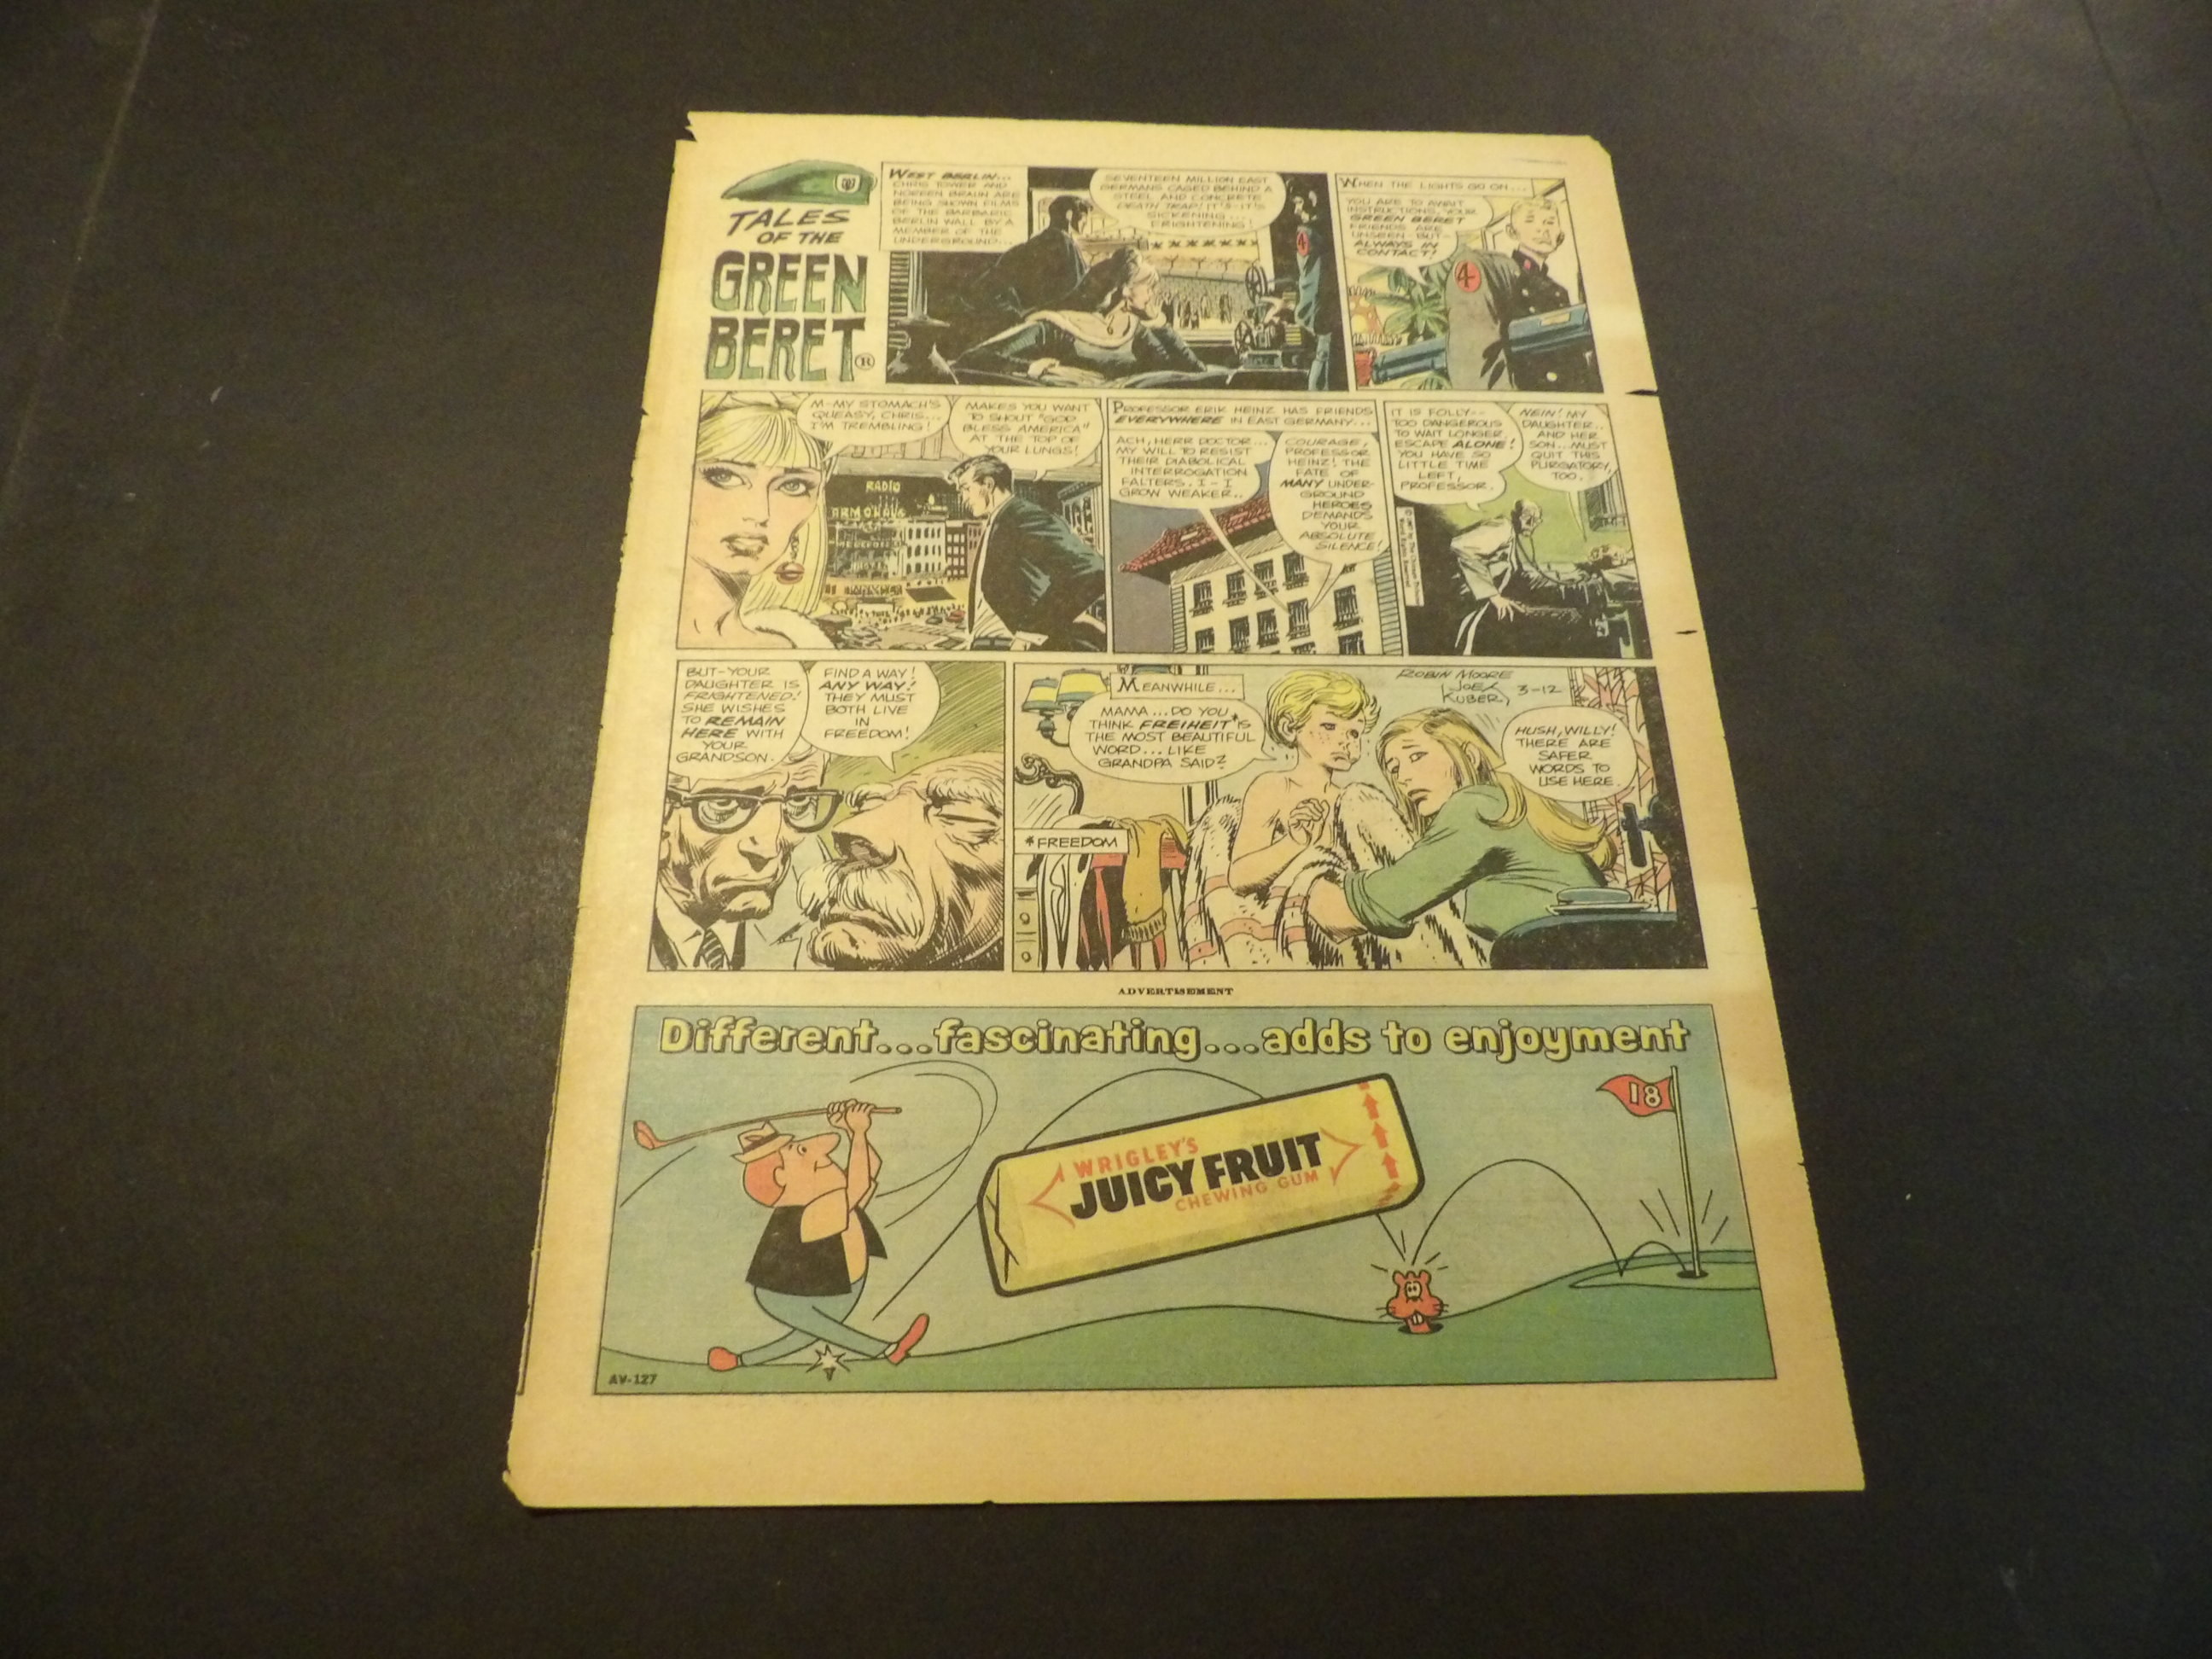 TALES
OF THE
GREEN
BERET®
WEST BERLIN...
CHRIS TOWER AND
NOREEN BRAUN ARE
BEING SHOWN FILMS
OF THE BARBARIC
BERLIN WALL BY A
MEMBER OF THE
UNDERGROUND...
SEVENTEEN MILLION EAST
GERMANS CAGED BEHIND A
STEEL AND CONCRETE
DEATH TRAP! IT'S-IT'S
SICKENING...
FRIGHTENING!
4
WHEN THE LIGHTS GO ON...
YOU ARE TO AWAIT
INSTRUCTIONS, YOUR
GREEN BERET
FRIENDS ARE
UNSEEN-BUT-
ALWAYS IN
CONTACT!
4
M-MY STOMACH'S
QUEASY, CHRIS...
I'M TREMBLING!
MAKES YOU WANT
TO SHOUT "GOD
BLESS AMERICA"
AT THE TOP OF
YOUR LUNGS!
RADIO
PROFESSOR ERIK HEINZ HAS FRIENDS
EVERYWHERE IN EAST GERMANY...
ACH, HERR DOCTOR...
MY WILL TO RESIST
THEIR DIABOLICAL
INTERROGATION
FALTERS. I-I
GROW WEAKER..
COURAGE,
PROFESSOR
HEINZ! THE
FATE OF
MANY UNDER-
GROUND
HEROES
DEMANDS
YOUR
ABSOLUTE
SILENCE!
IT IS FOLLY--
TOO DANGEROUS
TO WAIT LONGER.
ESCAPE ALONE!
YOU HAVE SO
LITTLE TIME
LEFT,
PROFESSOR.
NEIN! MY
DAUGHTER..
AND HER
SON...MUST
QUIT THIS
PURGATORY,
TOO.
BUT-YOUR
DAUGHTER IS
FRIGHTENED!
SHE WISHES
TO REMAIN
HERE WITH
YOUR
GRANDSON.
FIND A WAY!
ANY WAY!
THEY MUST
BOTH LIVE
IN
FREEDOM!
MEANWHILE...
MAMA...DO YOU
THINK FREIHEIT* IS
THE MOST BEAUTIFUL
WORD...LIKE
GRANDPA SAID?
*FREEDOM
ROBIN MOORE
JOE
KUBERT
3-12
HUSH, WILLY!
THERE ARE
SAFER
WORDS TO
USE HERE
ADVERTISEMENT
Different...fascinating...adds to enjoyment
WRIGLEY'S
JUICY FRUIT
CHEWING GUM
18
AV-127